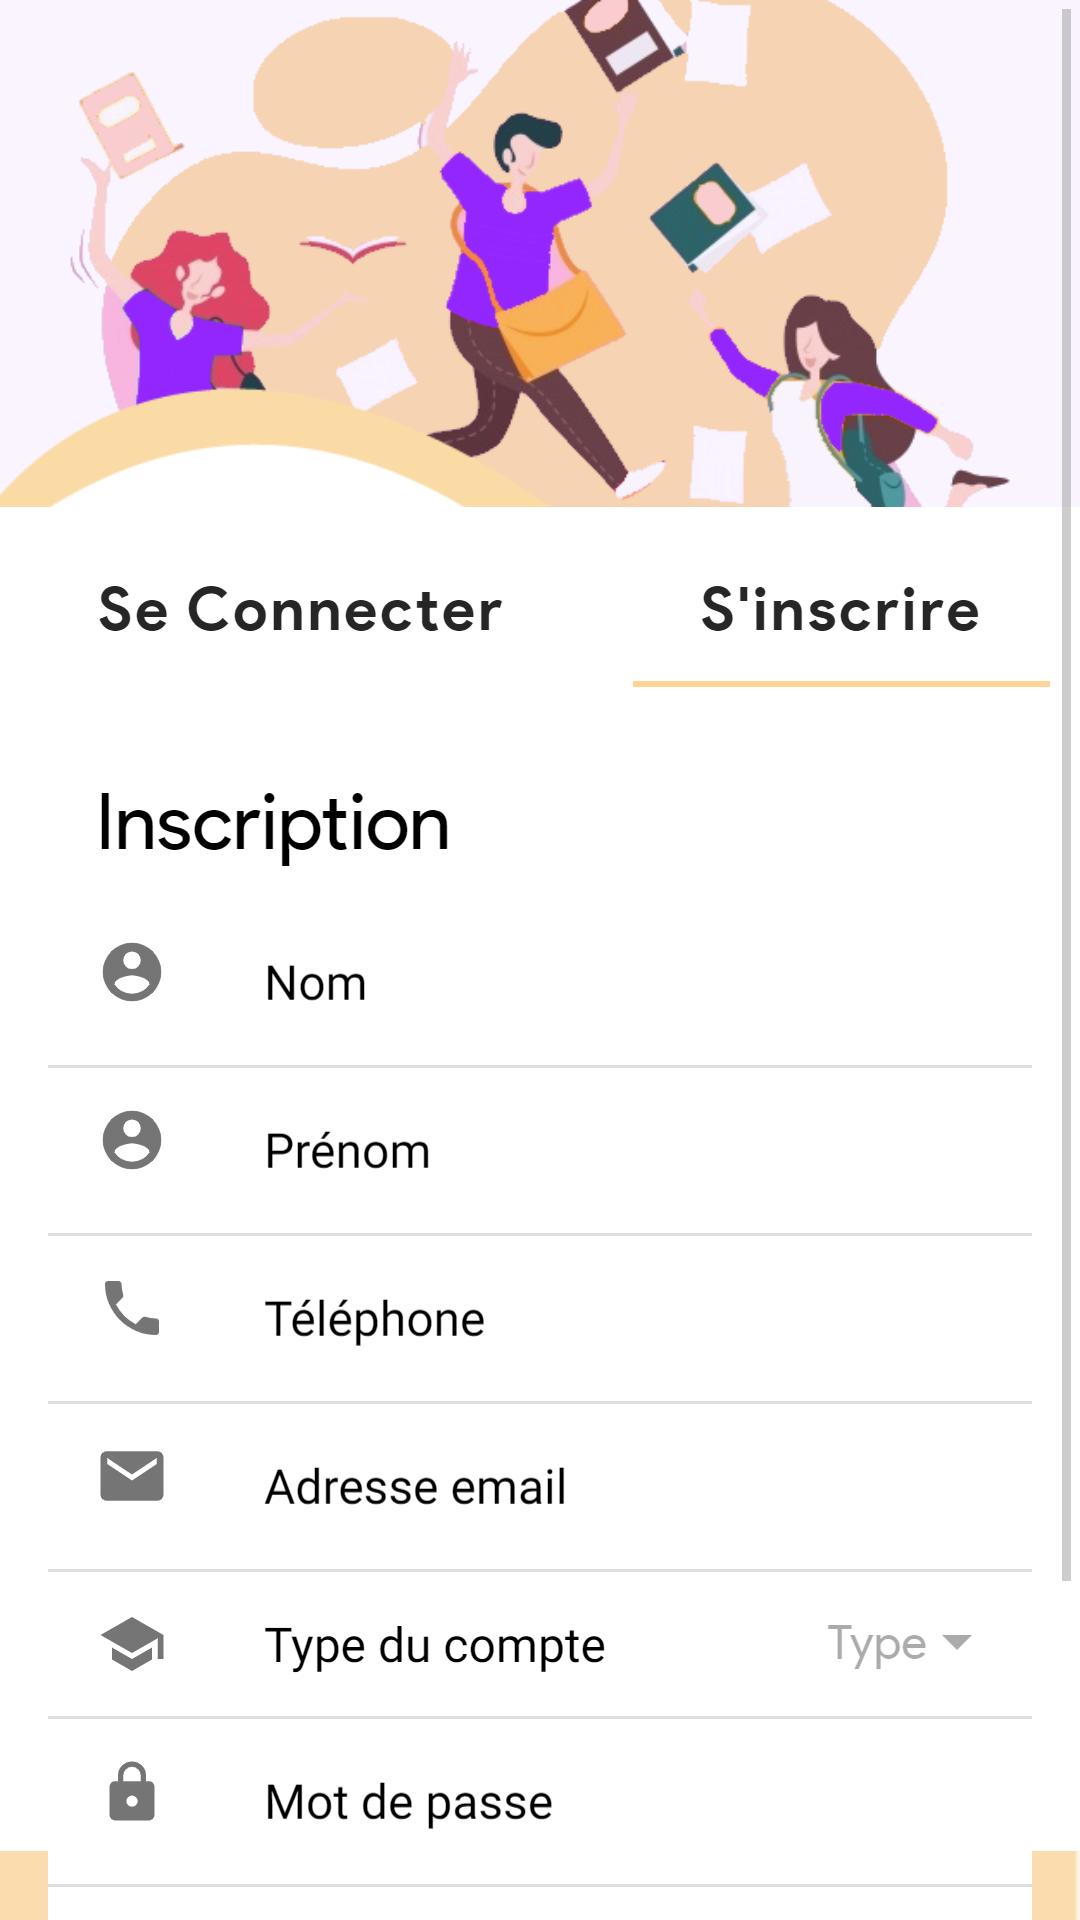 Se Connecter
S'inscrire
Inscription
Nom
Prénom
Téléphone
Adresse email
Type du compte
Type
Mot de passe